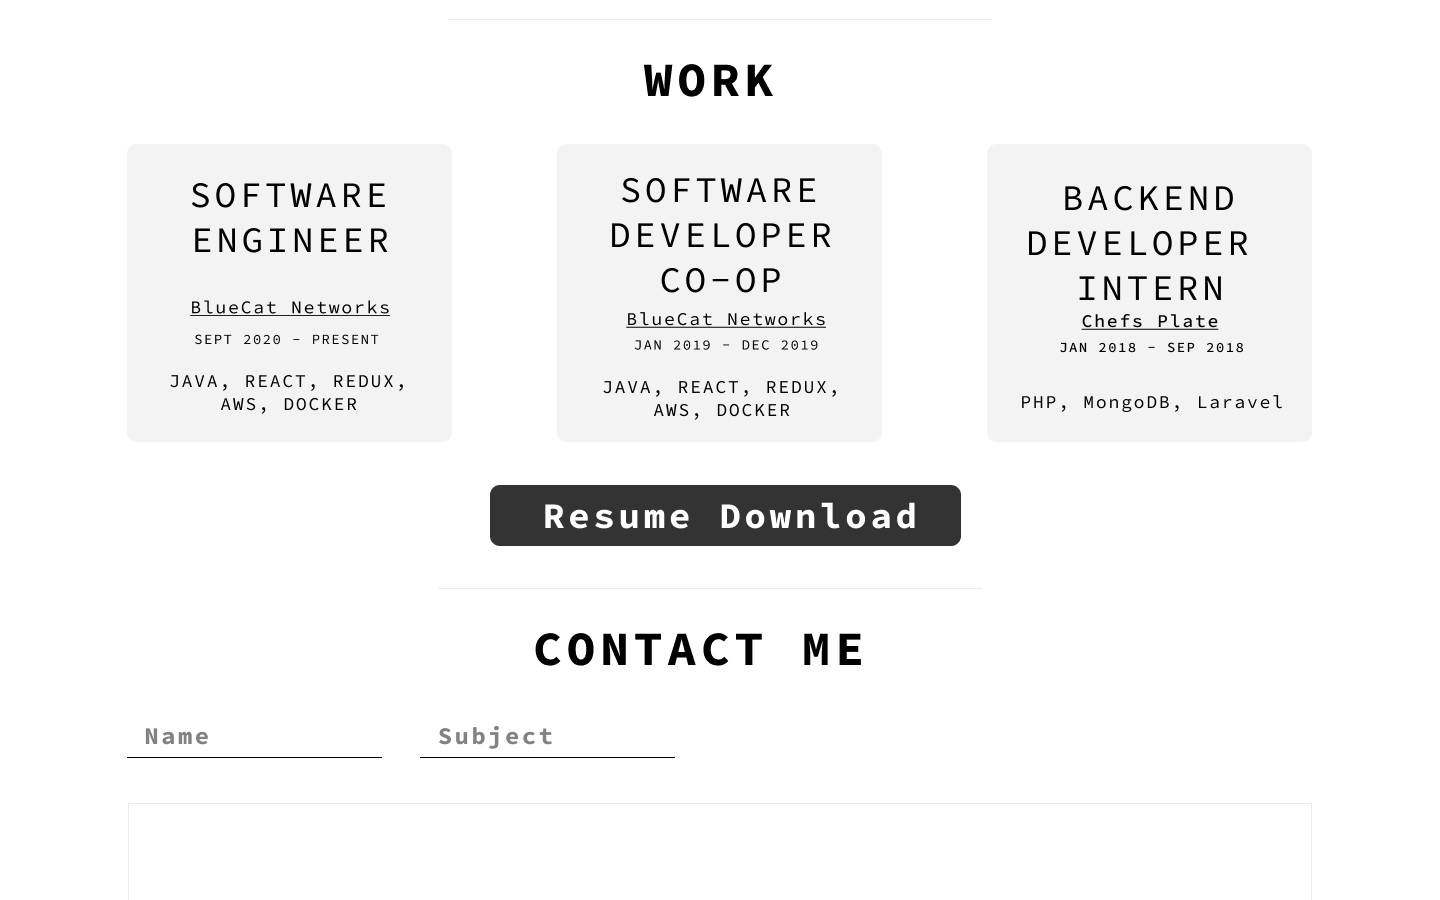 WORK
SOFTWARE
ENGINEER
BlueCat Networks
SEPT 2020 - PRESENT
JAVA, REACT, REDUX,
AWS, DOCKER
SOFTWARE
DEVELOPER
CO-OP
BlueCat Networks
JAN 2019 - DEC 2019
JAVA, REACT, REDUX,
AWS, DOCKER
BACKEND
DEVELOPER
INTERN
Chefs Plate
JAN 2018 - SEP 2018
PHP, MongoDB, Laravel
Resume Download
CONTACT ME
Name
Subject